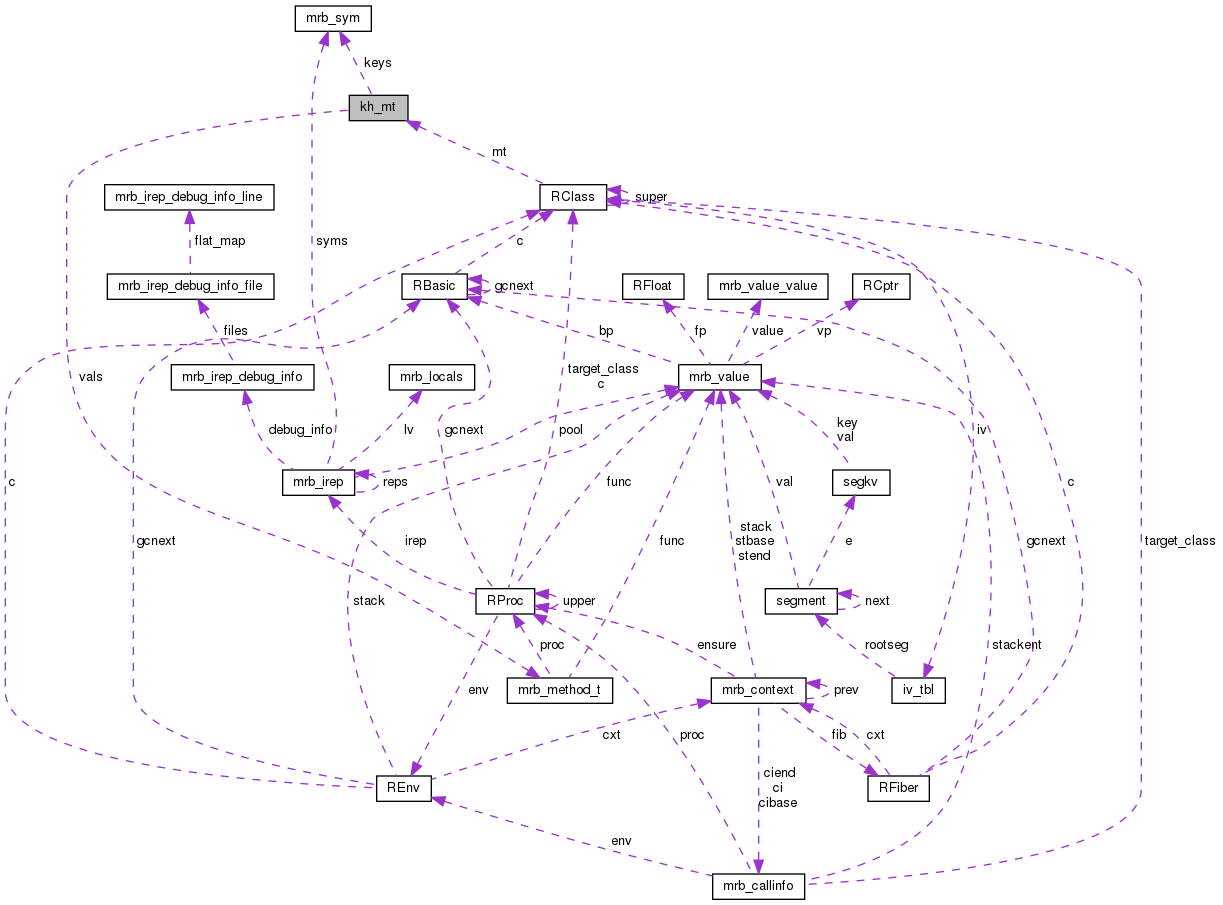 mrb_sym
keys
kh_mt
mt
mrb_irep_debug_info_line
RClass
super
flat_map
syms
c
mrb_irep_debug_info_file
RBasic
gcnext
RFloat
mrb_value_value
RCptr
files
bp
fp
value
vp
vals
mrb_irep_debug_info
mrb_locals
target_class
c
mrb_value
debug_info
lv
gcnext
pool
key
val
iv
mrb_irep
reps
func
val
segkv
c
c
gcnext
irep
func
stack
stbase
stend
e
gcnext
target_class
stack
RProc
upper
segment
next
proc
ensure
rootseg
stackent
env
mrb_method_t
mrb_context
prev
iv_tbl
cxt
proc
fib
cxt
REnv
ciend
ci
cibase
RFiber
env
mrb_callinfo